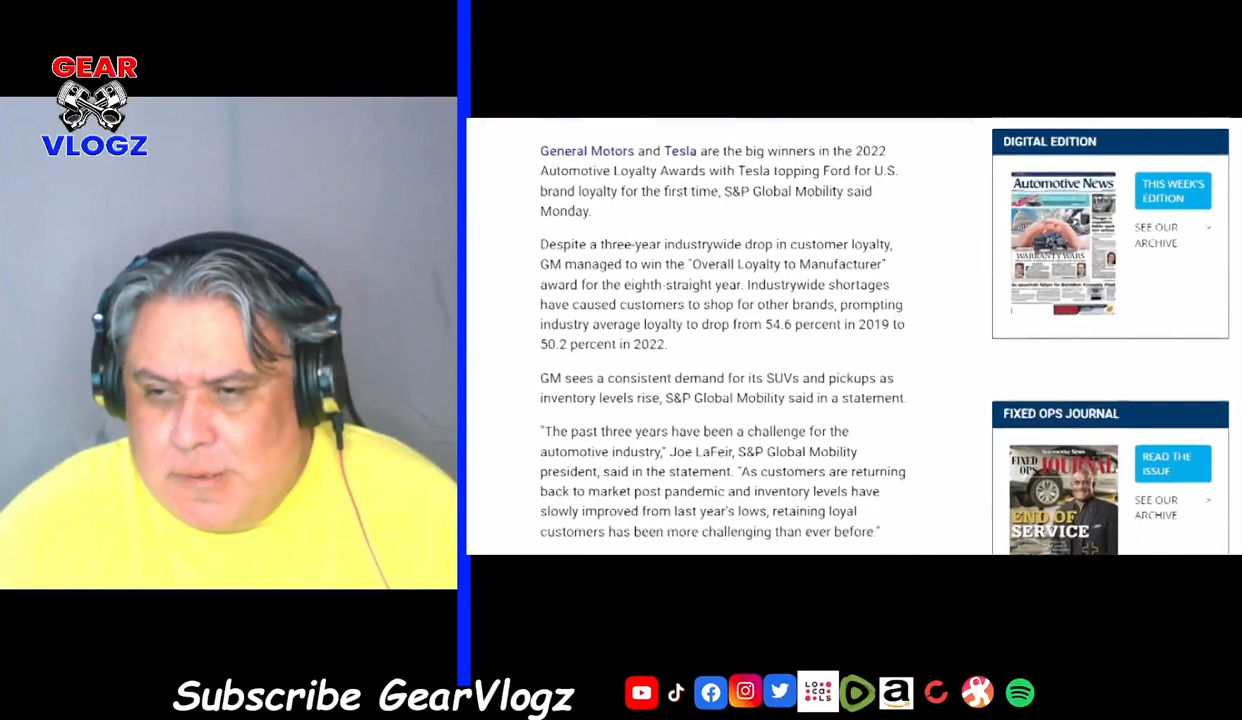 GEAR
VLOGZ
General Motors and Tesla are the big winners in the 2022
Automotive Loyalty Awards with Tesla topping Ford for U.S.
brand loyalty for the first time, S&P Global Mobility said
Monday.
Despite a three-year industrywide drop in customer loyalty,
GM managed to win the "Overall Loyalty to Manufacturer"
award for the eighth-straight year. Industrywide shortages
have caused customers to shop for other brands, prompting
industry average loyalty to drop from 54.6 percent in 2019 to
50.2 percent in 2022.
GM sees a consistent demand for its SUVs and pickups as
inventory levels rise, S&P Global Mobility said in a statement.
"The past three years have been a challenge for the
automotive industry," Joe LaFeir, S&P Global Mobility
president, said in the statement. "As customers are returning
back to market post pandemic and inventory levels have
slowly improved from last year's lows, retaining loyal
customers has been more challenging than ever before."
DIGITAL EDITION
Automotive News
WARRANTY WARS
THIS WEEK'S
EDITION
SEE OUR >
ARCHIVE
FIXED OPS JOURNAL
Automotive News
FIXED OPS JOURNAL
END OF
SERVICE
READ THE
ISSUE
SEE OUR >
ARCHIVE
Subscribe GearVlogz
LO
CA
LS
a